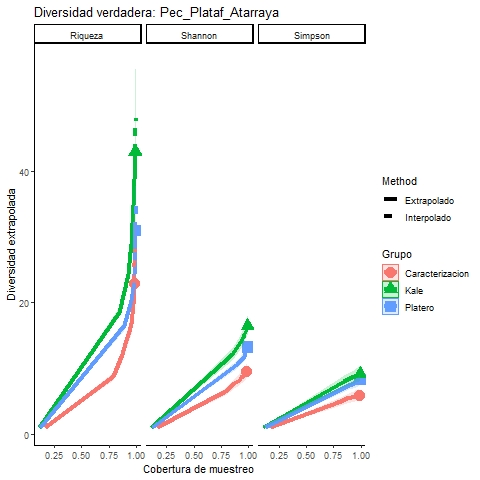 Diversidad verdadera: Pec_Plataf_Atarraya
Riqueza
Shannon
Simpson
Diversidad extrapolada
40
20
0
0.25 0.50 0.75 1.00
0.25 0.50 0.75 1.00
0.25 0.50 0.75 1.00
Cobertura de muestreo
Method
Extrapolado
Interpolado
Grupo
Caracterizacion
Kale
Platero